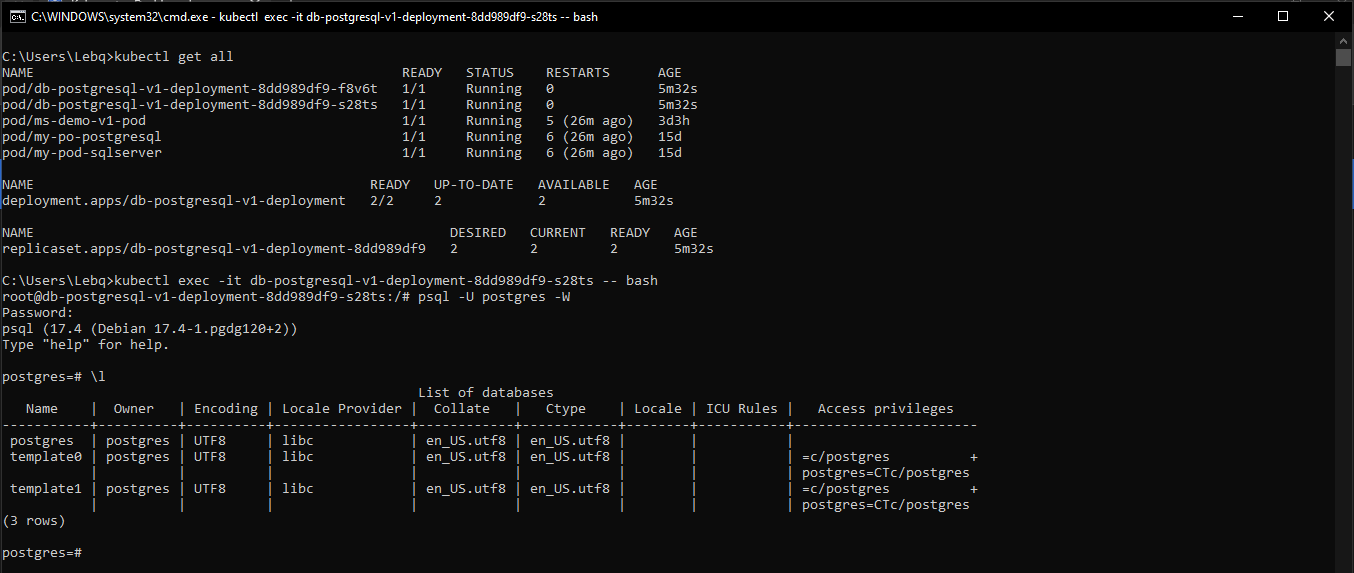 C:\WINDOWS\system32\cmd.exe - kubectl exec -it db-postgresql-v1-deployment-8dd989df9-s28ts -- bash
C:\Users\Lebq>kubectl get all
NAME                                              READY   STATUS    RESTARTS      AGE
pod/db-postgresql-v1-deployment-8dd989df9-f8v6t   1/1     Running   0             5m32s
pod/db-postgresql-v1-deployment-8dd989df9-s28ts   1/1     Running   0             5m32s
pod/ms-demo-v1-pod                                1/1     Running   5 (26m ago)   3d3h
pod/my-po-postgresql                              1/1     Running   6 (26m ago)   15d
pod/my-pod-sqlserver                              1/1     Running   6 (26m ago)   15d
NAME                                          READY   UP-TO-DATE   AVAILABLE   AGE
deployment.apps/db-postgresql-v1-deployment   2/2     2            2           5m32s
NAME                                                    DESIRED   CURRENT   READY   AGE
replicaset.apps/db-postgresql-v1-deployment-8dd989df9   2         2         2       5m32s
C:\Users\Lebq>kubectl exec -it db-postgresql-v1-deployment-8dd989df9-s28ts -- bash
root@db-postgresql-v1-deployment-8dd989df9-s28ts:/# psql -U postgres -W
Password:
psql (17.4 (Debian 17.4-1.pgdg120+2))
Type "help" for help.
postgres=# \l
                                                    List of databases
   Name    |  Owner   | Encoding | Locale Provider |  Collate   |   Ctype    | Locale | ICU Rules |   Access privileges
-----------+----------+----------+-----------------+------------+------------+--------+-----------+-----------------------
 postgres  | postgres | UTF8     | libc            | en_US.utf8 | en_US.utf8 |        |           |
 template0 | postgres | UTF8     | libc            | en_US.utf8 | en_US.utf8 |        |           | =c/postgres          +
           |          |          |                 |            |            |        |           | postgres=CTc/postgres
 template1 | postgres | UTF8     | libc            | en_US.utf8 | en_US.utf8 |        |           | =c/postgres          +
           |          |          |                 |            |            |        |           | postgres=CTc/postgres
(3 rows)
postgres=#